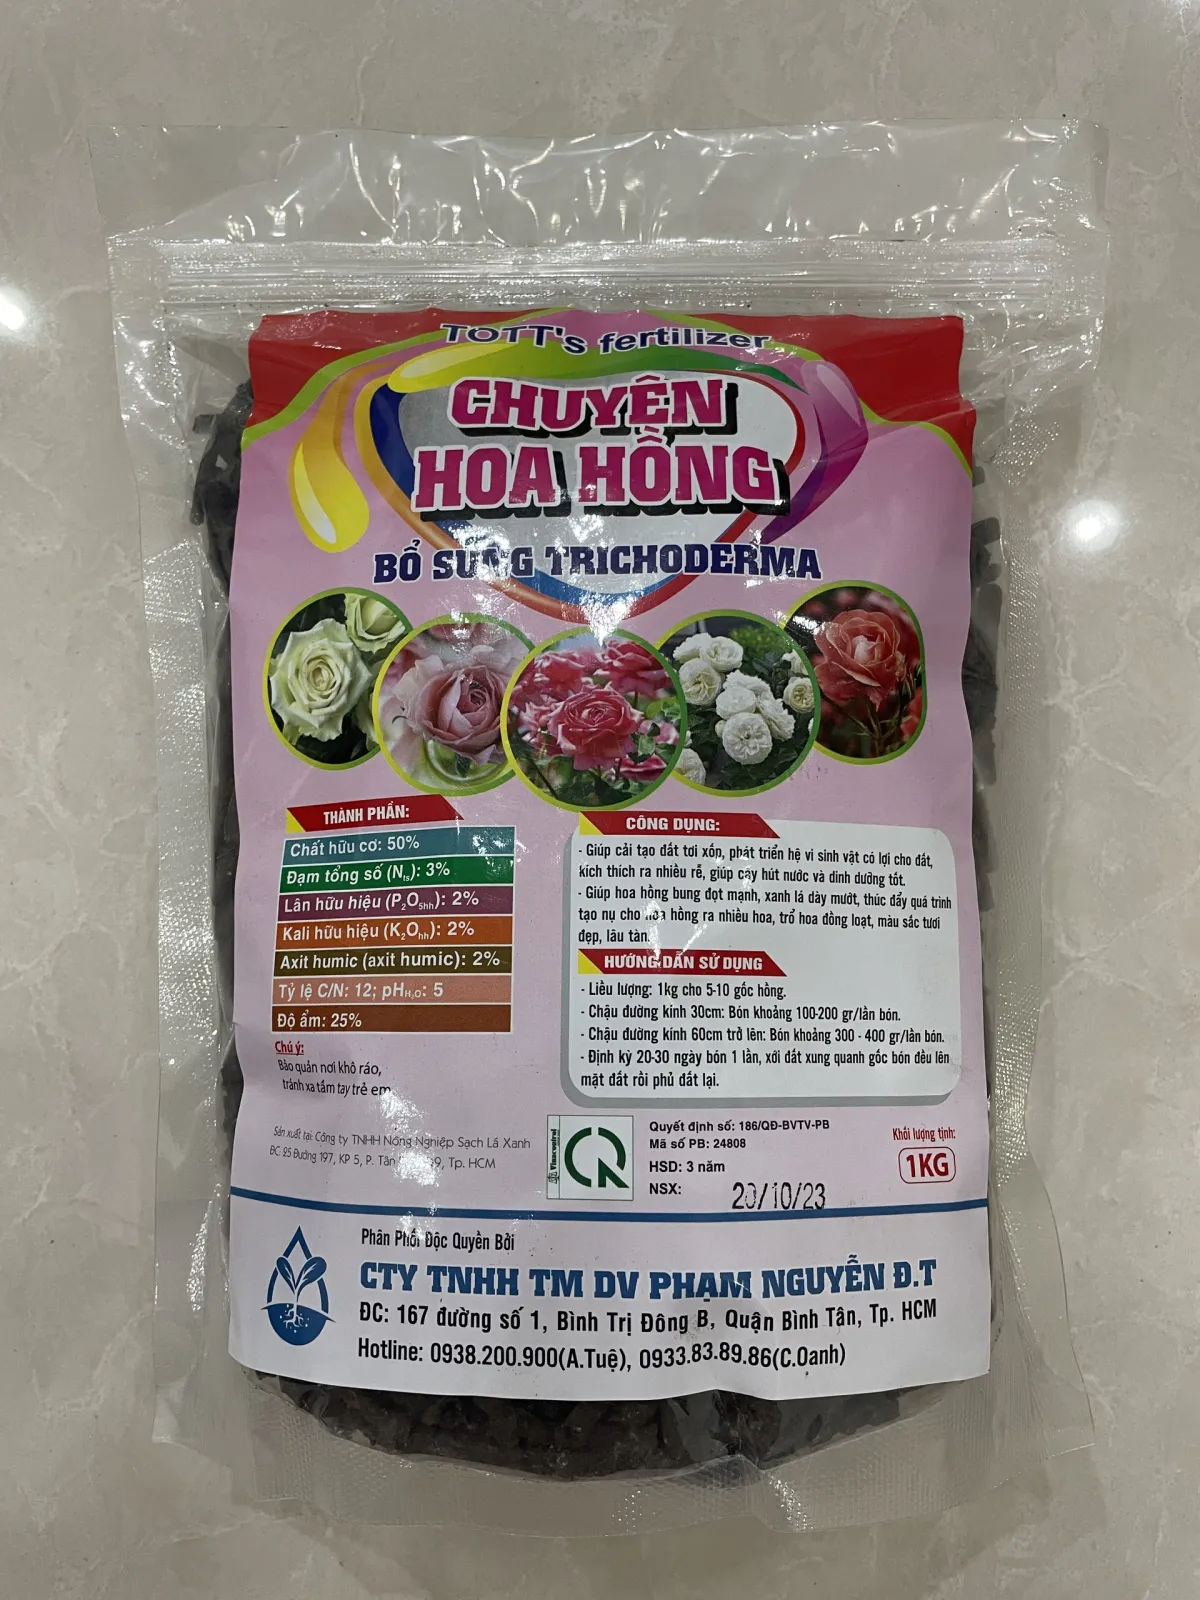 TOTT's fertilizer
CHUYÊN
HOA HỒNG
BỔ SUNG TRICHODERMA
THÀNH PHẦN:
Chất hữu cơ: 50%
Đạm tổng số (Nts): 3%
Lân hữu hiệu (P2O5hh): 2%
Kali hữu hiệu (K2Ohh): 2%
Axit humic (axit humic): 2%
Tỷ lệ C/N: 12; pHH2O: 5
Độ ẩm: 25%
Chú ý:
Bảo quản nơi khô ráo,
tránh xa tầm tay trẻ em
CÔNG DỤNG:
- Giúp cải tạo đất tơi xốp, phát triển hệ vi sinh vật có lợi cho đất,
kích thích ra nhiều rễ, giúp cây hút nước và dinh dưỡng tốt.
- Giúp hoa hồng bung đọt mạnh, xanh lá dày mướt, thúc đẩy quá trình
tạo nụ cho hoa hồng ra nhiều hoa, trổ hoa đồng loạt, màu sắc tươi
đẹp, lâu tàn.
HƯỚNG DẪN SỬ DỤNG
- Liều lượng: 1kg cho 5-10 gốc hồng.
- Chậu đường kính 30cm: Bón khoảng 100-200 gr/lần bón.
- Chậu đường kính 60cm trở lên: Bón khoảng 300 - 400 gr/lần bón.
- Định kỳ 20-30 ngày bón 1 lần, xới đất xung quanh gốc bón đều lên
mặt đất rồi phủ đất lại.
Sản xuất tại: Công ty TNHH Nông Nghiệp Sạch Lá Xanh
ĐC: 25 Đường 197, KP 5, P. Tân 9, Tp. HCM
Vinacontrol
CR
Quyết định số: 186/QĐ-BVTV-PB
Mã số PB: 24808
HSD: 3 năm
NSX: 20/10/23
Khối lượng tịnh:
1KG
Phân Phối Độc Quyền Bởi
CTY TNHH TM DV PHẠM NGUYỄN Đ.T
ĐC: 167 đường số 1, Bình Trị Đông B, Quận Bình Tân, Tp. HCM
Hotline: 0938.200.900(A.Tuệ), 0933.83.89.86(C.Oanh)